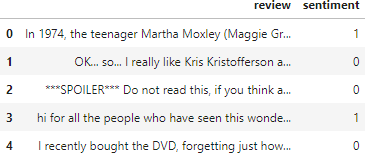 review sentiment
0 In 1974, the teenager Martha Moxley (Maggie Gr... 1
1 OK... so... I really like Kris Kristofferson a... 0
2 ***SPOILER*** Do not read this, if you think a... 0
3 hi for all the people who have seen this wonde... 1
4 I recently bought the DVD, forgetting just how... 0